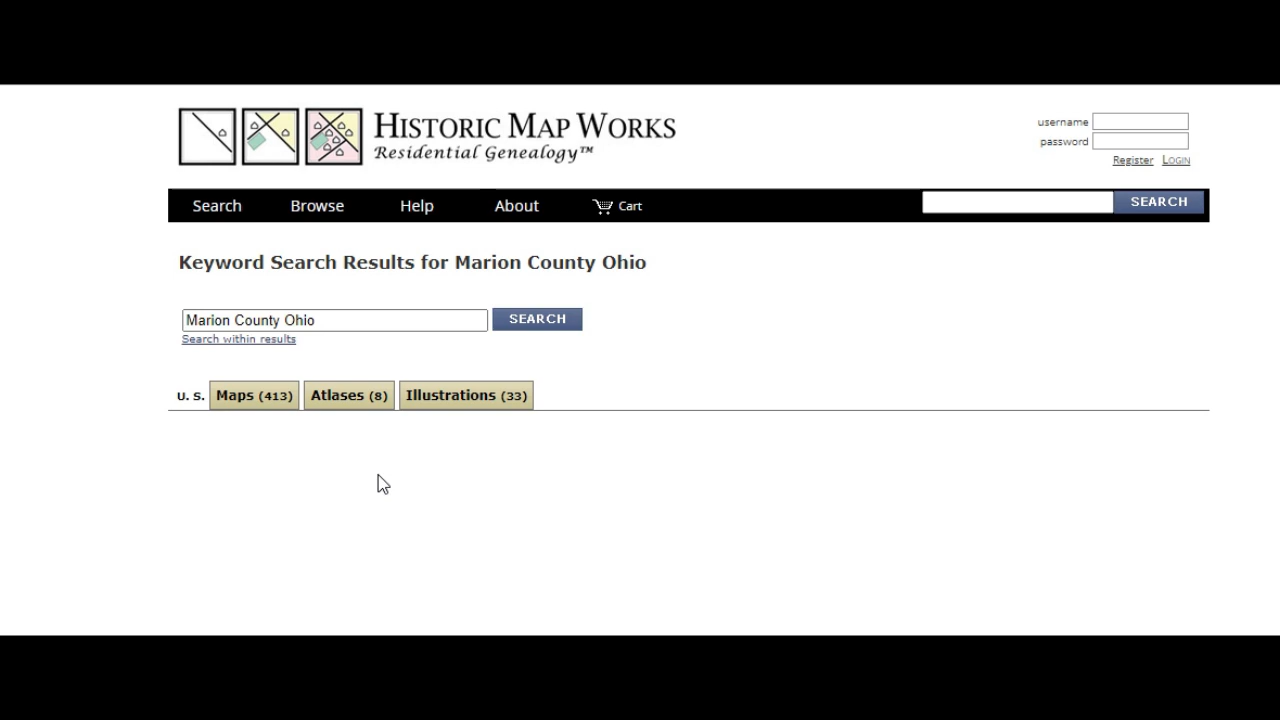 HISTORIC MAP WORKS
Residential Genealogy™
username
password
Register LOGIN
Search Browse Help About Cart SEARCH
Keyword Search Results for Marion County Ohio
Marion County Ohio SEARCH
Search within results
U. S. Maps (413) Atlases (8) Illustrations (33)